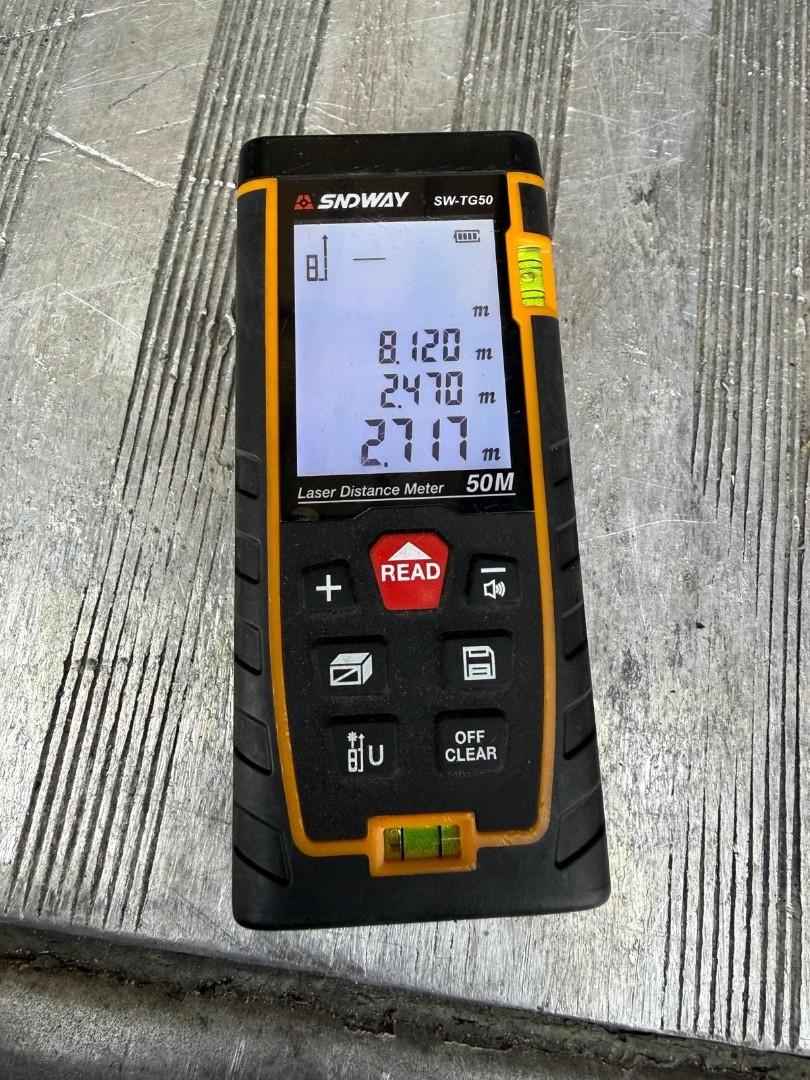 SNDWAY SW-TG50
m
8.120 m
2.470 m
2.717 m
Laser Distance Meter 50M
READ
U
OFF
CLEAR